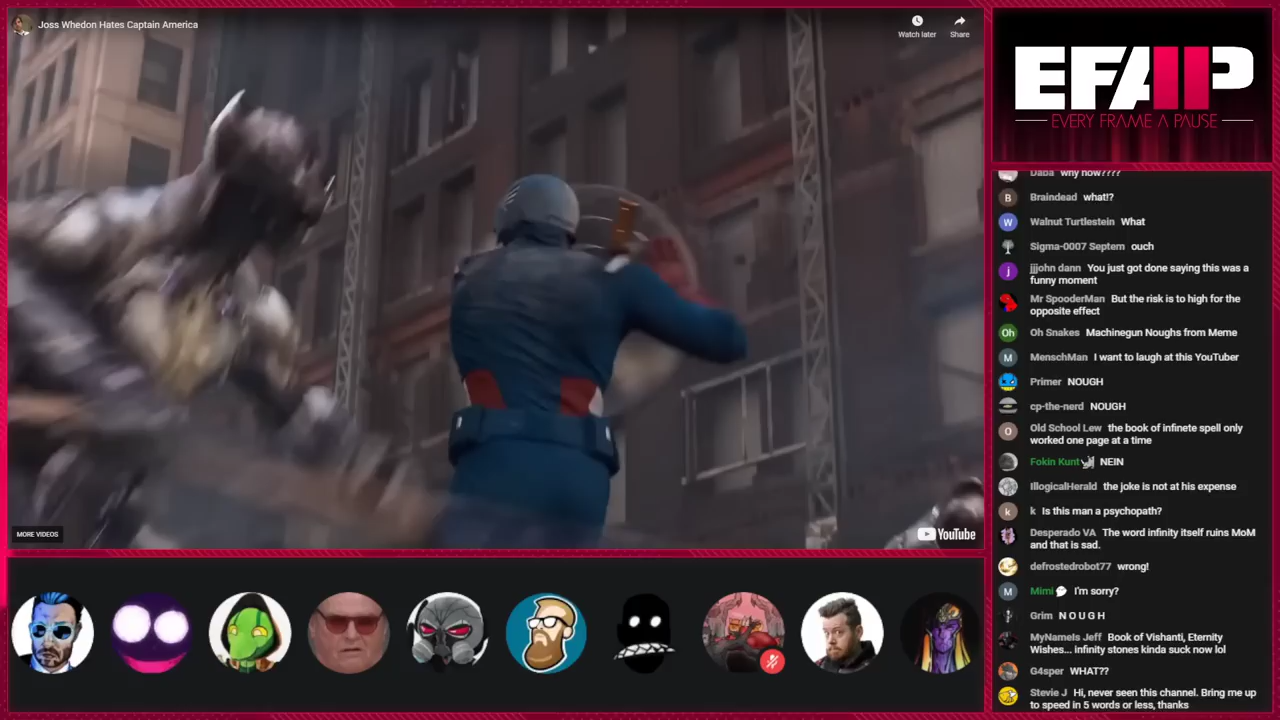 Joss Whedon Hates Captain America
Watch later
Share
MORE VIDEOS
YouTube
EFAP
EVERY FRAME A PAUSE
Daba why now????
B Braindead what!?
W Walnut Turtlestein What
Sigma-0007 Septem ouch
j jjjohn dann You just got done saying this was a
funny moment
Mr SpooderMan But the risk is to high for the
opposite effect
Oh Oh Snakes Machinegun Noughs from Meme
M MenschMan I want to laugh at this YouTuber
Primer NOUGH
cp-the-nerd NOUGH
O Old School Lew the book of infinete spell only
worked one page at a time
Fokin Kunt NEIN
IllogicalHerald the joke is not at his expense
k k Is this man a psychopath?
Desperado VA The word infinity itself ruins MoM
and that is sad.
defrostedrobot77 wrong!
M Mimi I'm sorry?
Grim N O U G H
MyNameIs Jeff Book of Vishanti, Eternity
Wishes... infinity stones kinda suck now lol
G4sper WHAT??
Stevie J Hi, never seen this channel. Bring me up
to speed in 5 words or less, thanks